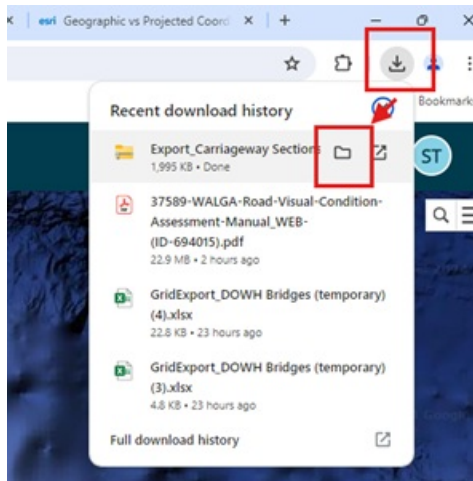 esri Geographic vs Projected Coord
Bookmark
Recent download history
Export_Carriageway Sections
1,995 KB • Done
ST
37589-WALGA-Road-Visual-Condition-
Assessment-Manual_WEB-
(ID-694015).pdf
22.9 MB • 2 hours ago
GridExport_DOWH Bridges (temporary)
(4).xlsx
22.8 KB • 23 hours ago
GridExport_DOWH Bridges (temporary)
(3).xlsx
4.8 KB • 23 hours ago
Google
Full download history